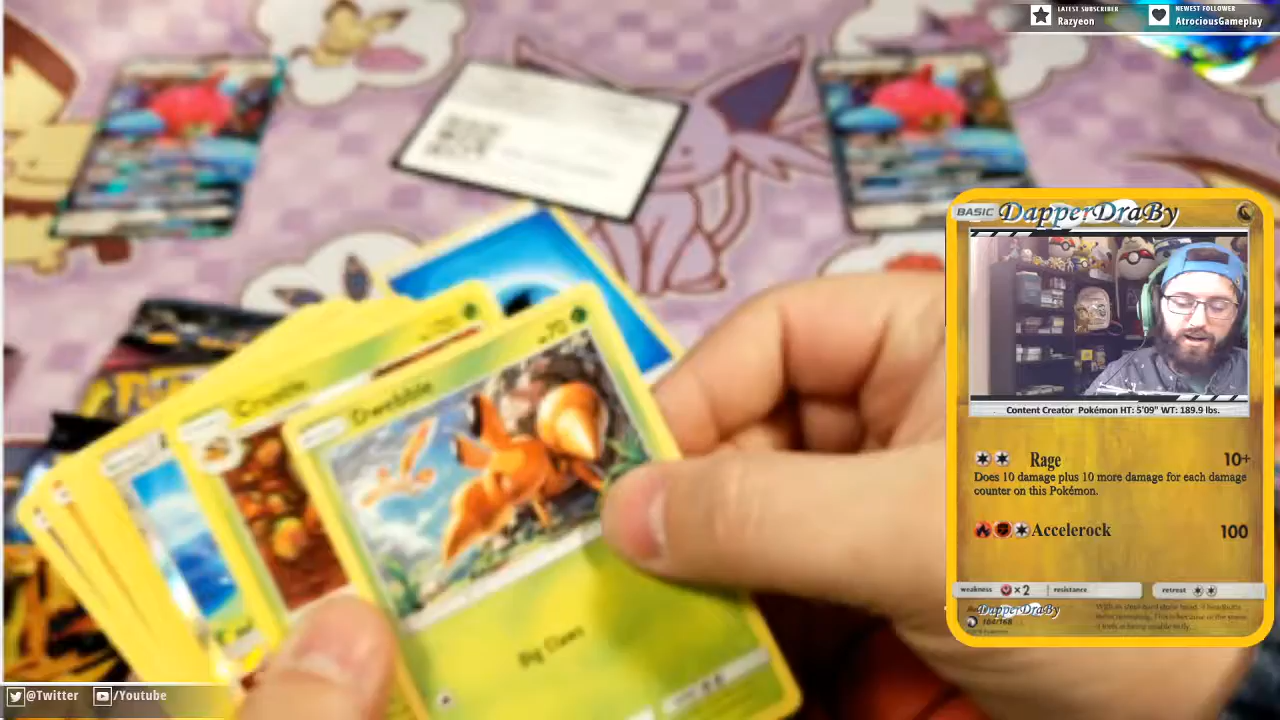 LATEST SUBSCRIBER
Razyeon
NEWEST FOLLOWER
AtrociousGameplay
BASIC DapperDraBy
Content Creator Pokémon HT: 5'09" WT: 189.9 lbs.
Rage 10+
Does 10 damage plus 10 more damage for each damage
counter on this Pokémon.
Accelerock 100
weakness ×2 resistance retreat
DapperDraBy
Crustle
Dwebble 70
Big Claws
@Twitter /Youtube